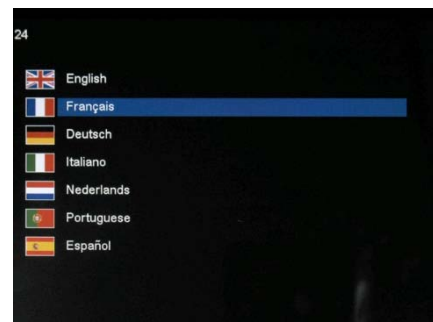 24
English
Français
Deutsch
Italiano
Nederlands
Portuguese
Español